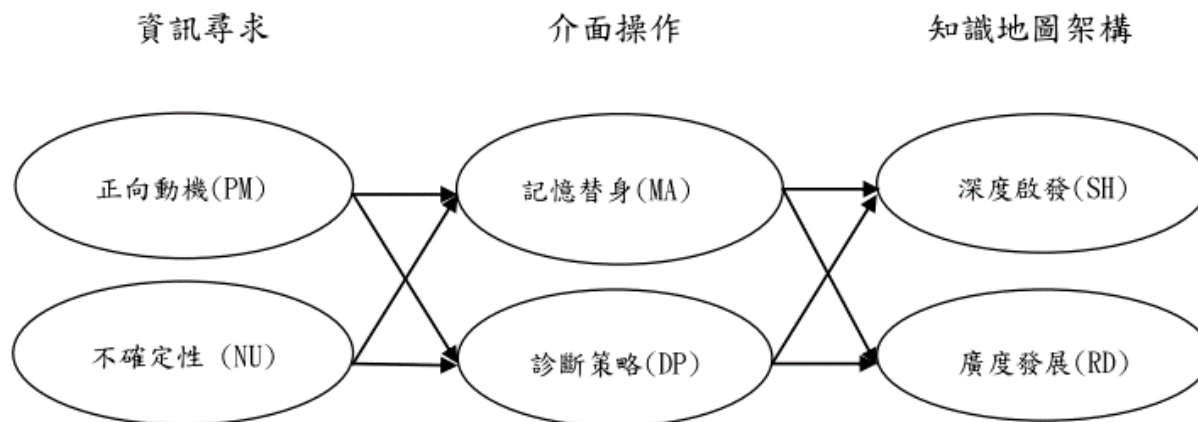 資訊尋求 介面操作 知識地圖架構
正向動機(PM) 記憶替身(MA) 深度啟發(SH)
不確定性 (NU) 診斷策略(DP) 廣度發展(RD)